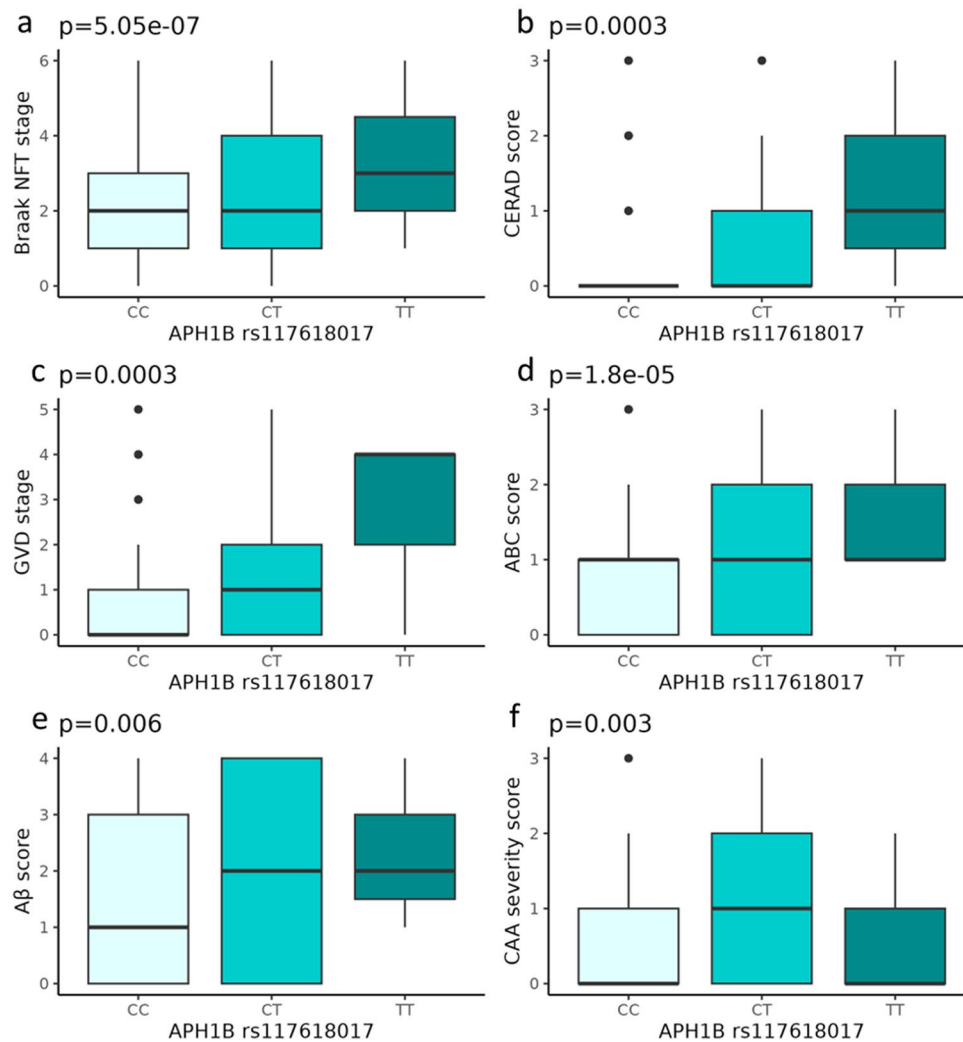 a p=5.05e-07
Braak NFT stage
6
4
2
0
CC CT TT
APH1B rs117618017
b p=0.0003
CERAD score
3
2
1
0
CC CT TT
APH1B rs117618017
c p=0.0003
GVD stage
5
4
3
2
1
0
CC CT TT
APH1B rs117618017
d p=1.8e-05
ABC score
3
2
1
0
CC CT TT
APH1B rs117618017
e p=0.006
Aβ score
4
3
2
1
0
CC CT TT
APH1B rs117618017
f p=0.003
CAA severity score
3
2
1
0
CC CT TT
APH1B rs117618017